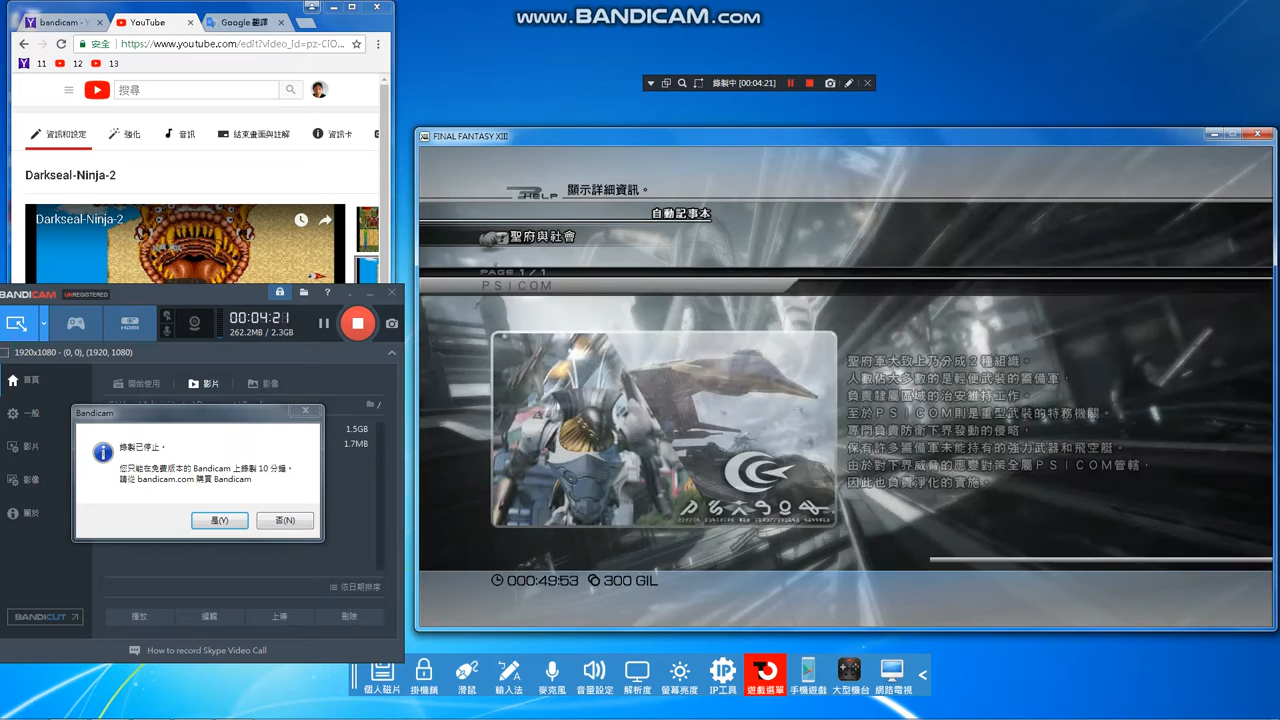 www.BANDICAM.com
bandicam - Y
YouTube
Google 翻譯
安全 https://www.youtube.com/edit?video_id=pz-CiO...
11
12
13
搜尋
資訊和設定
強化
音訊
結束畫面與註解
資訊卡
Darkseal-Ninja-2
Darkseal-Ninja-2
錄製中 [00:04:21]
FINAL FANTASY XIII
HELP
顯示詳細資訊。
自動記事本
聖府與社會
PAGE 1 / 1
PSICOM
聖府軍大致上乃分成２種組織。
人數佔大多數的是輕便武裝的警備軍，
負責隸屬區域的治安維持工作。
至於ＰＳＩＣＯＭ則是重型武裝的特務機關。
專門負責防衛下界發動的侵略，
保有許多警備軍未能持有的強力武器和飛空艇。
由於對下界威脅的應變對策全屬ＰＳＩＣＯＭ管轄，
因此也負責淨化的實施。
000:49:53
300 GIL
BANDICAM UNREGISTERED
00:04:21
262.2MB / 2.3GB
1920x1080 - (0, 0), (1920, 1080)
首頁
一般
影片
影像
關於
開始使用
影片
影像
1.5GB
1.7MB
Bandicam
錄製已停止。
您只能在免費版本的 Bandicam 上錄製 10 分鐘。
請從 bandicam.com 購買 Bandicam
是(Y)
否(N)
依日期排序
播放
編輯
上傳
刪除
BANDICUT
How to record Skype Video Call
個人磁片
掛機鎖
滑鼠
輸入法
麥克風
音量設定
解析度
螢幕亮度
IP
IP工具
遊戲選單
手機遊戲
大型機台
網路電視